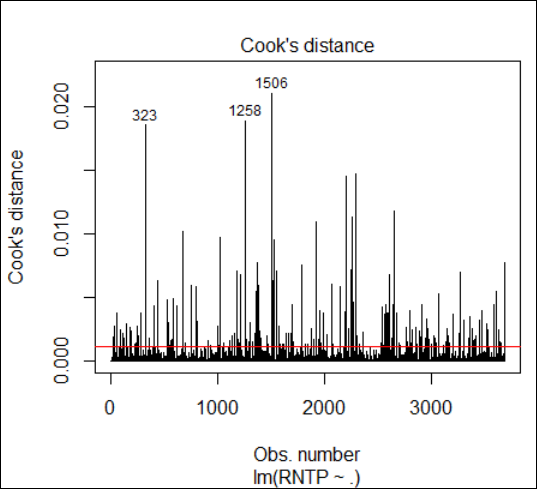 Cook's distance
1506
1258
323
Cook's distance
0.020
0.010
0.000
0
1000
2000
3000
Obs. number
lm(RNTP ~ .)